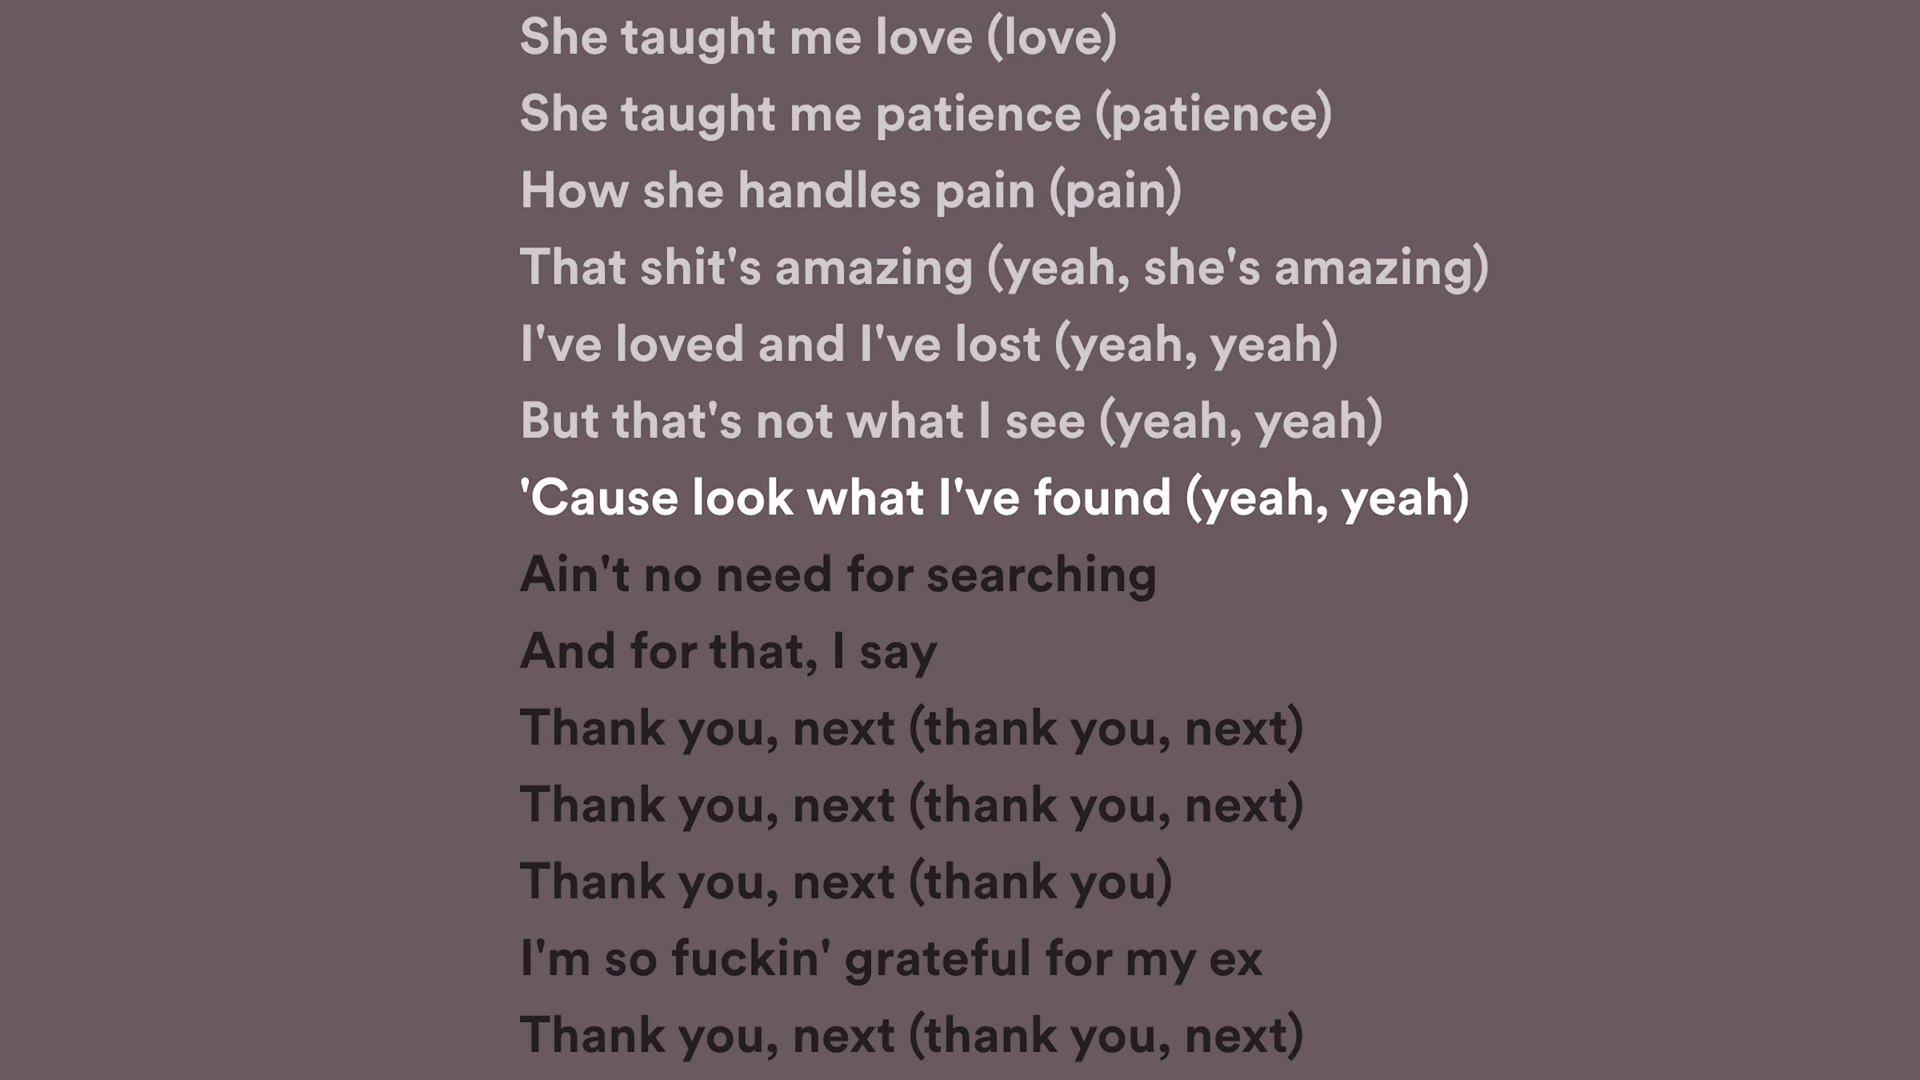 She taught me love (love)
She taught me patience (patience)
How she handles pain (pain)
That shit's amazing (yeah, she's amazing)
I've loved and I've lost (yeah, yeah)
But that's not what I see (yeah, yeah)
'Cause look what I've found (yeah, yeah)
Ain't no need for searching
And for that, I say
Thank you, next (thank you, next)
Thank you, next (thank you, next)
Thank you, next (thank you)
I'm so fuckin' grateful for my ex
Thank you, next (thank you, next)